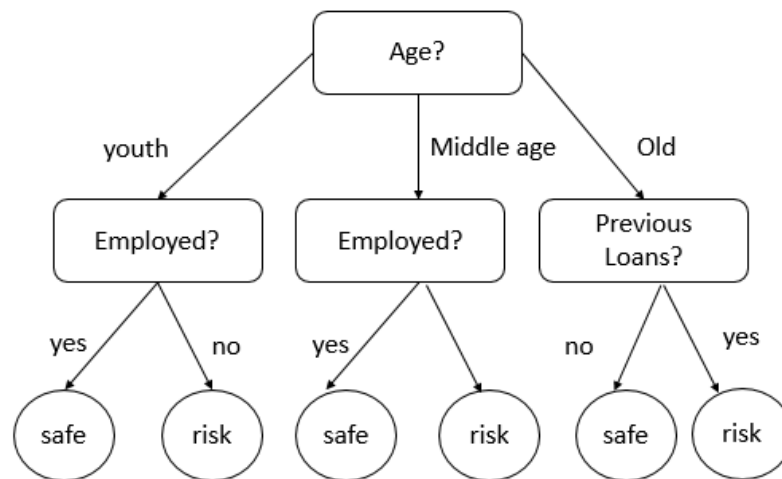 Age?
youth
Middle age
Old
Employed?
Employed?
Previous
Loans?
yes
no
yes
no
yes
safe
risk
safe
risk
safe
risk